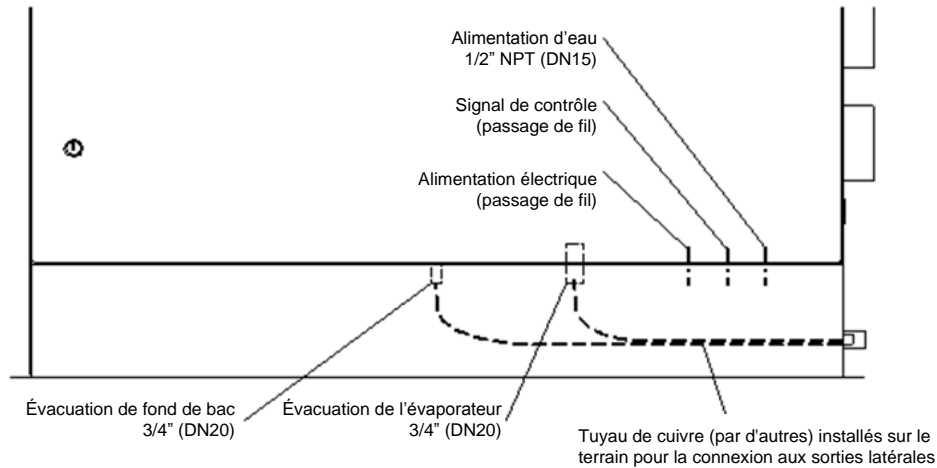 Alimentation d’eau
1/2” NPT (DN15)
Signal de contrôle
(passage de fil)
Alimentation électrique
(passage de fil)
Évacuation de fond de bac
3/4” (DN20)
Évacuation de l’évaporateur
3/4” (DN20)
Tuyau de cuivre (par d'autres) installés sur le
terrain pour la connexion aux sorties latérales